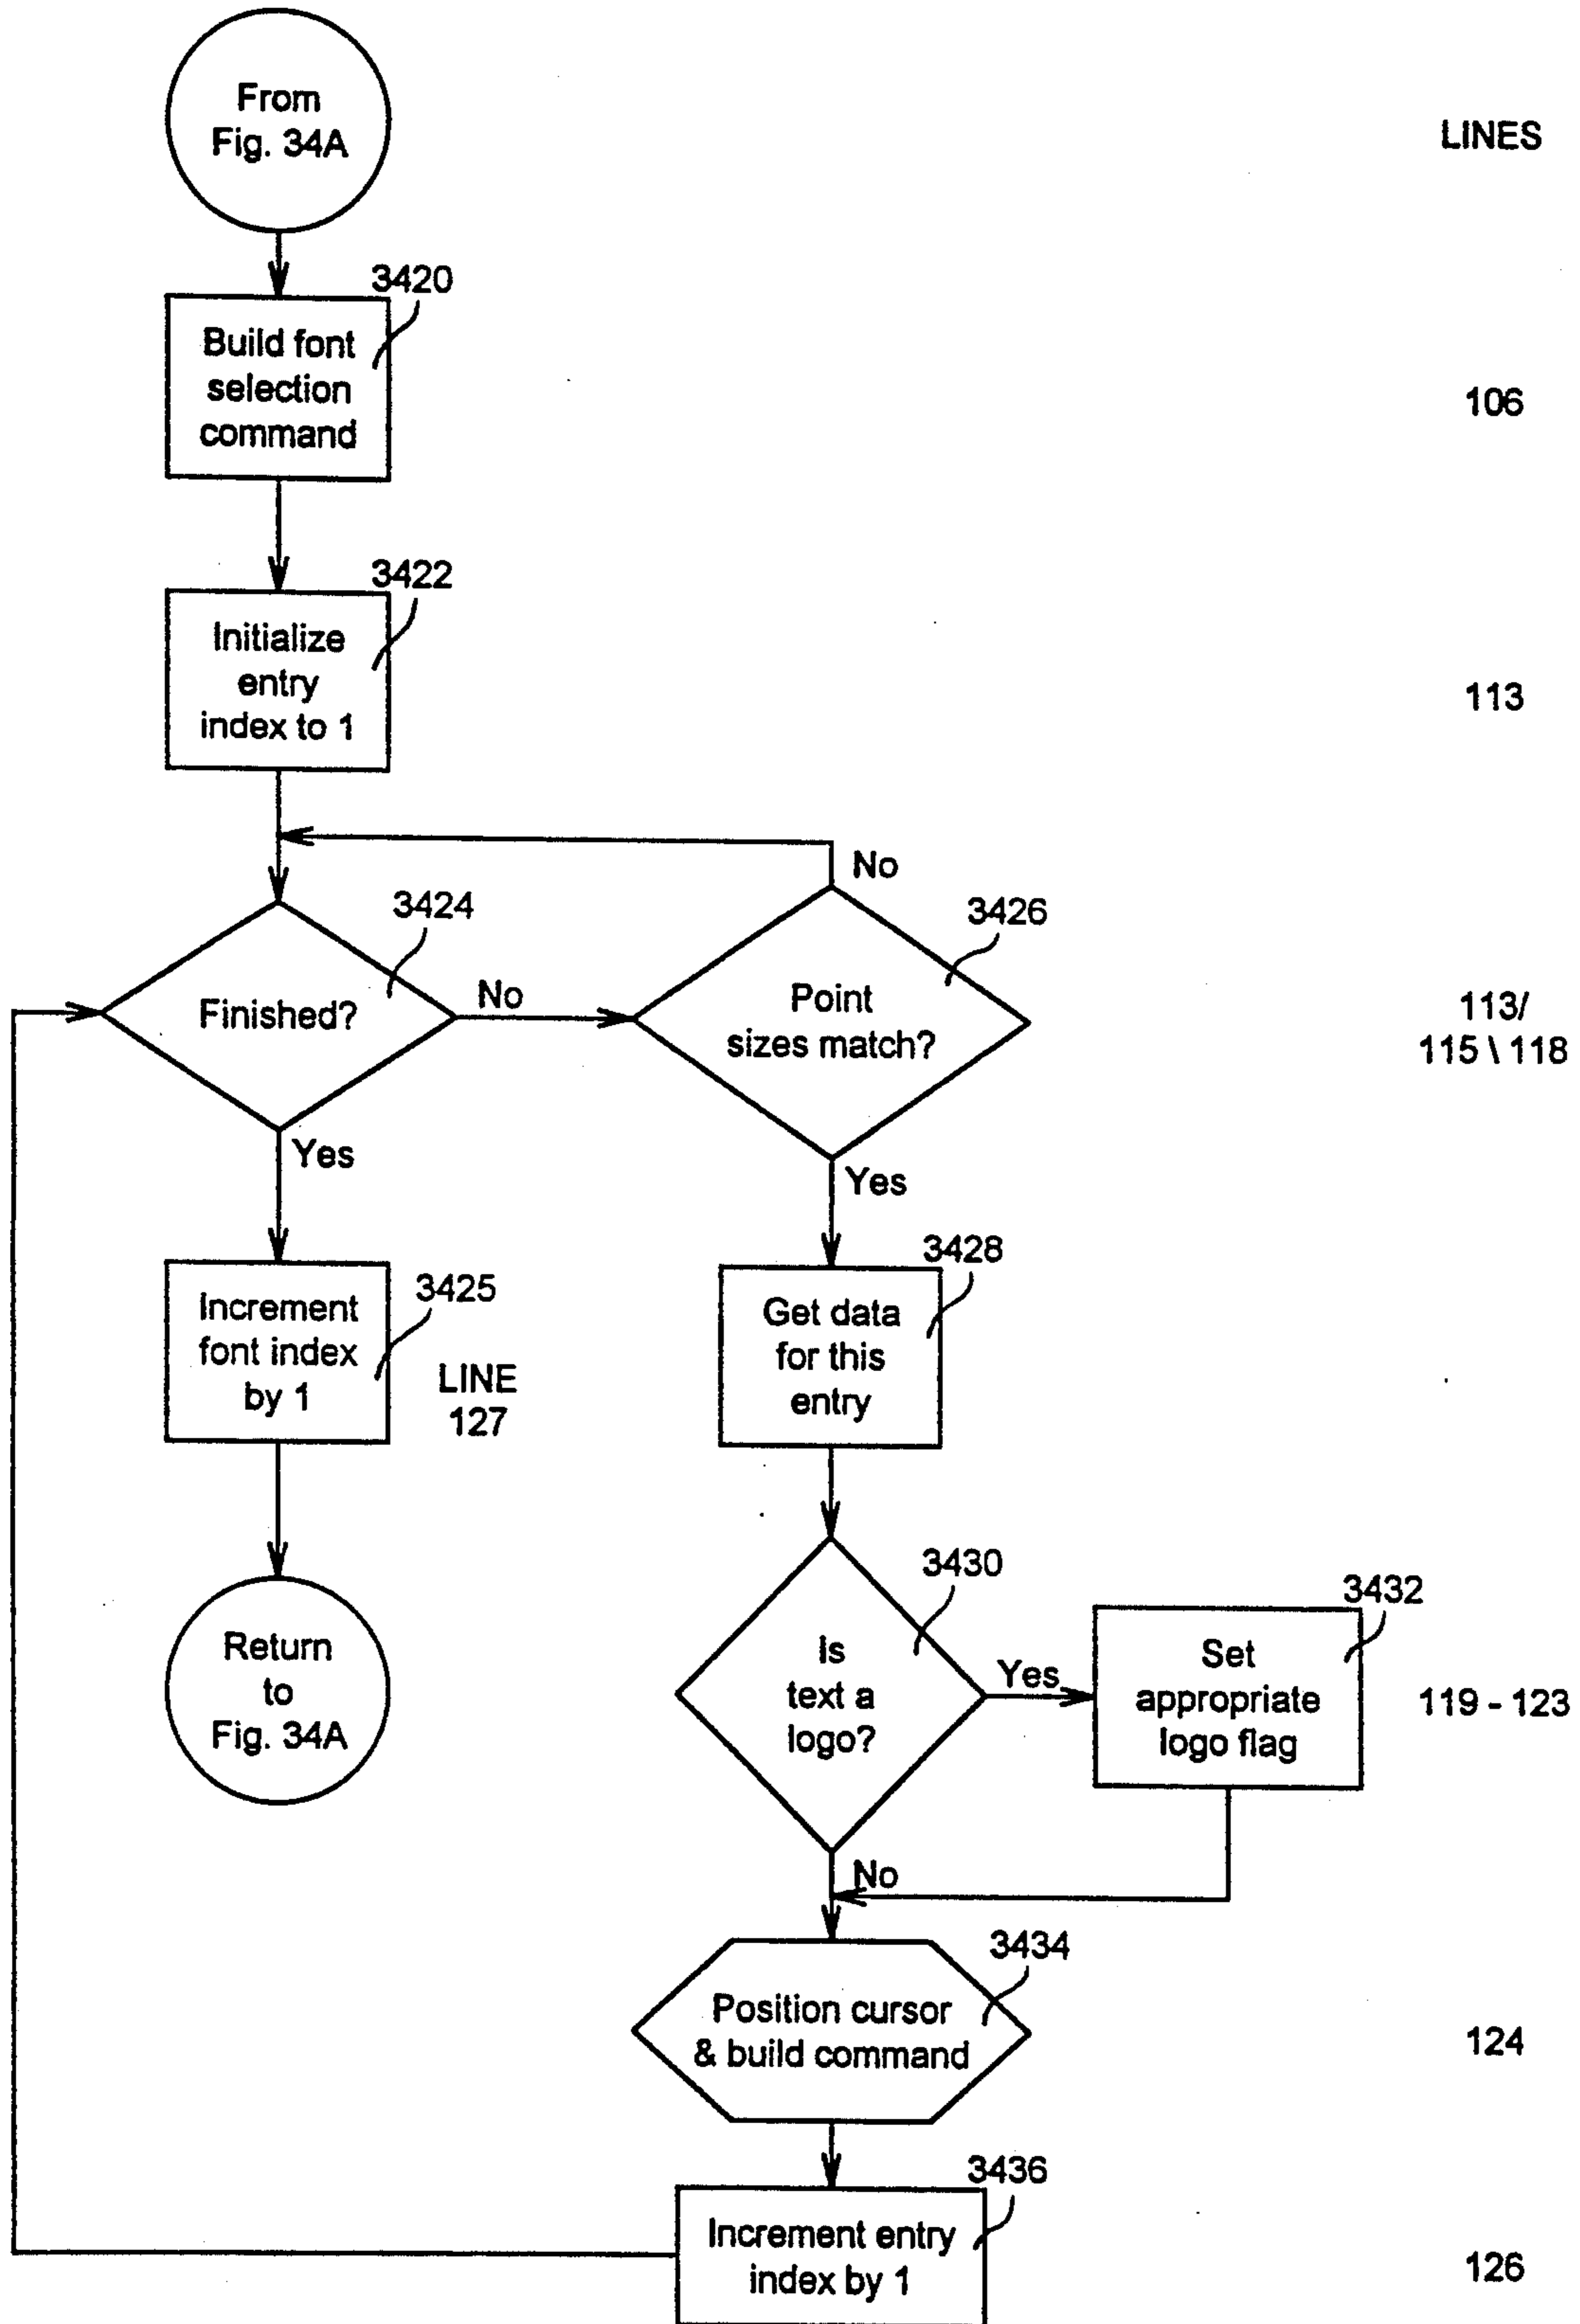 From
Fig. 34A
LINES
3420
Build font
selection
command
106
3422
Initialize
entry
index to 1
113
No
3424
3426
Finished?
No
Point
sizes match?
113/
115 \ 118
Yes
Yes
3425
Increment
font index
by 1
LINE
127
3428
Get data
for this
entry
3430
Is
text a
logo?
Yes
3432
Set
appropriate
logo flag
119 - 123
Return
to
Fig. 34A
No
3434
Position cursor
& build command
124
3436
Increment entry
index by 1
126